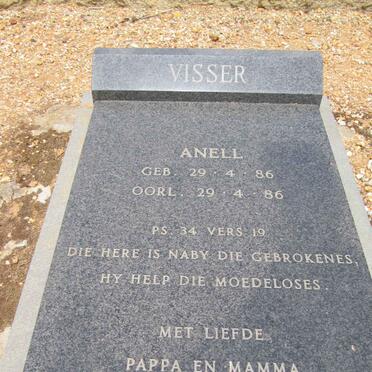 VISSER
ANELL
GEB. 29 · 4 · 86
OORL. 29 · 4 · 86
PS. 34 VERS 19
DIE HERE IS NABY DIE GEBROKENES,
HY HELP DIE MOEDELOSES.
MET LIEFDE
PAPPA EN MAMMA